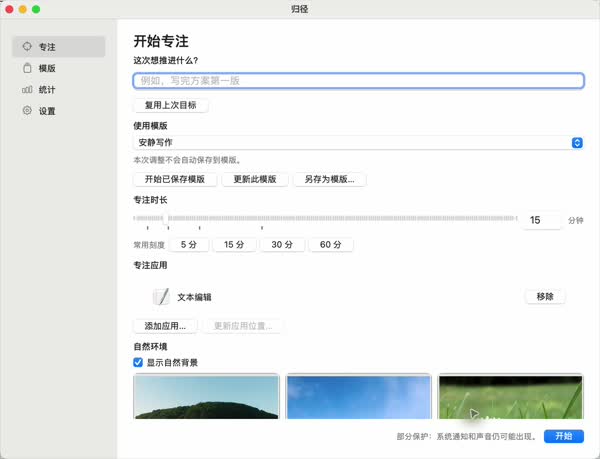 归径
专注
模版
统计
设置
开始专注
这次想推进什么?
例如，写完方案第一版
复用上次目标
使用模版
安静写作
本次调整不会自动保存到模版。
开始已保存模版 更新此模版 另存为模版...
专注时长
15 分钟
常用刻度 5 分 15 分 30 分 60 分
专注应用
文本编辑 移除
添加应用... 更新应用位置...
自然环境
显示自然背景
部分保护：系统通知和声音仍可能出现。 开始